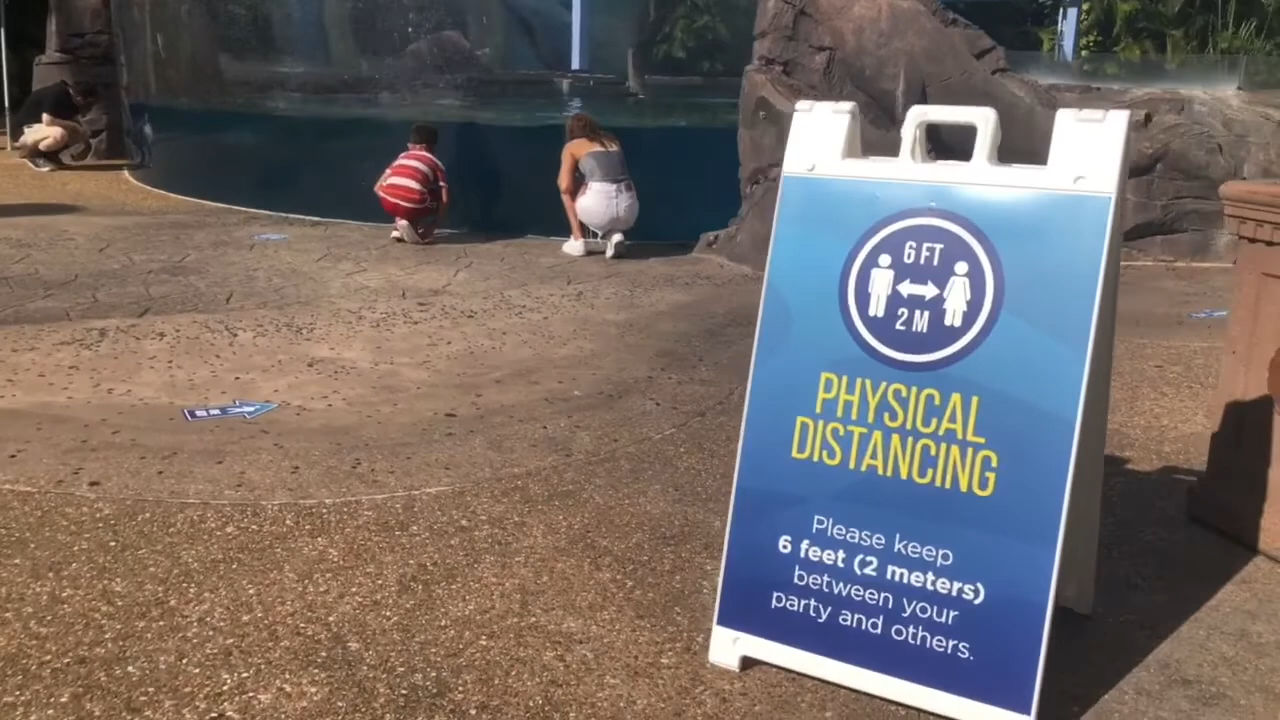 6 FT
2 M
PHYSICAL
DISTANCING
Please keep
6 feet (2 meters)
between your
party and others.